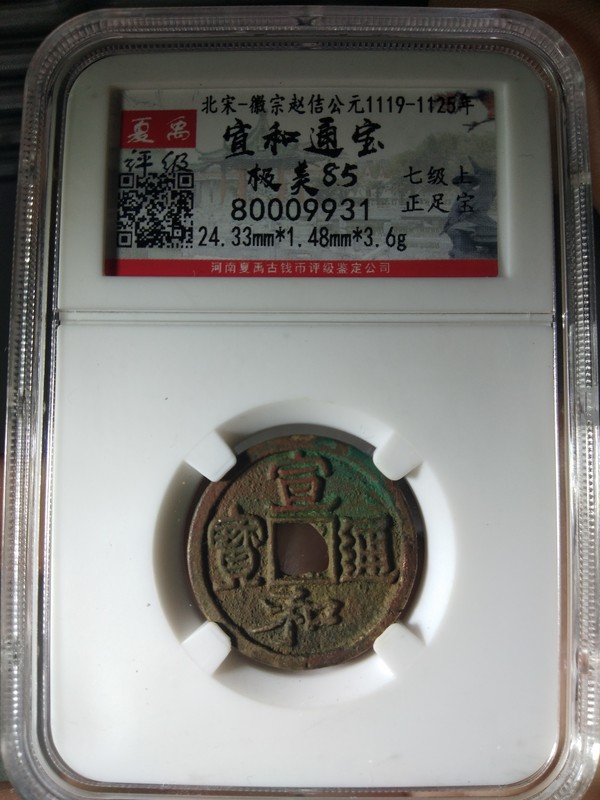 北宋-徽宗赵佶公元1119-1125年
夏禹
评级
宣和通宝
极美85
七级上
正足宝
80009931
24.33mm*1.48mm*3.6g
河南夏禹古钱币评级鉴定公司
宣
和
通
寳